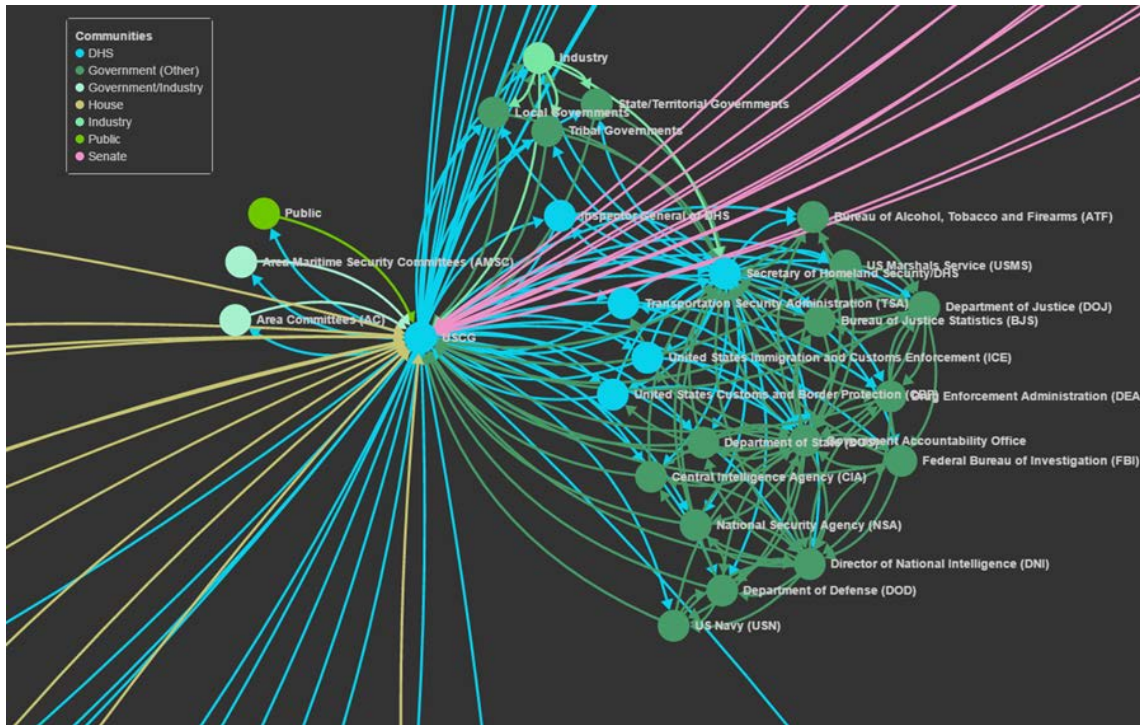 Communities
DHS
Government (Other)
Government/Industry
House
Industry
Public
Senate
Industry
State/Territorial Governments
Local Governments
Tribal Governments
Public
Inspector General of DHS
Bureau of Alcohol, Tobacco and Firearms (ATF)
Area Maritime Security Committees (AMSC)
US Marshals Service (USMS)
Secretary of Homeland Security/DHS
Transportation Security Administration (TSA)
Department of Justice (DOJ)
Area Committees (AC)
Bureau of Justice Statistics (BJS)
USCG
United States Immigration and Customs Enforcement (ICE)
United States Customs and Border Protection (CBP)
Drug Enforcement Administration (DEA
Department of State (DOS)
Government Accountability Office
Federal Bureau of Investigation (FBI)
Central Intelligence Agency (CIA)
National Security Agency (NSA)
Director of National Intelligence (DNI)
Department of Defense (DOD)
US Navy (USN)